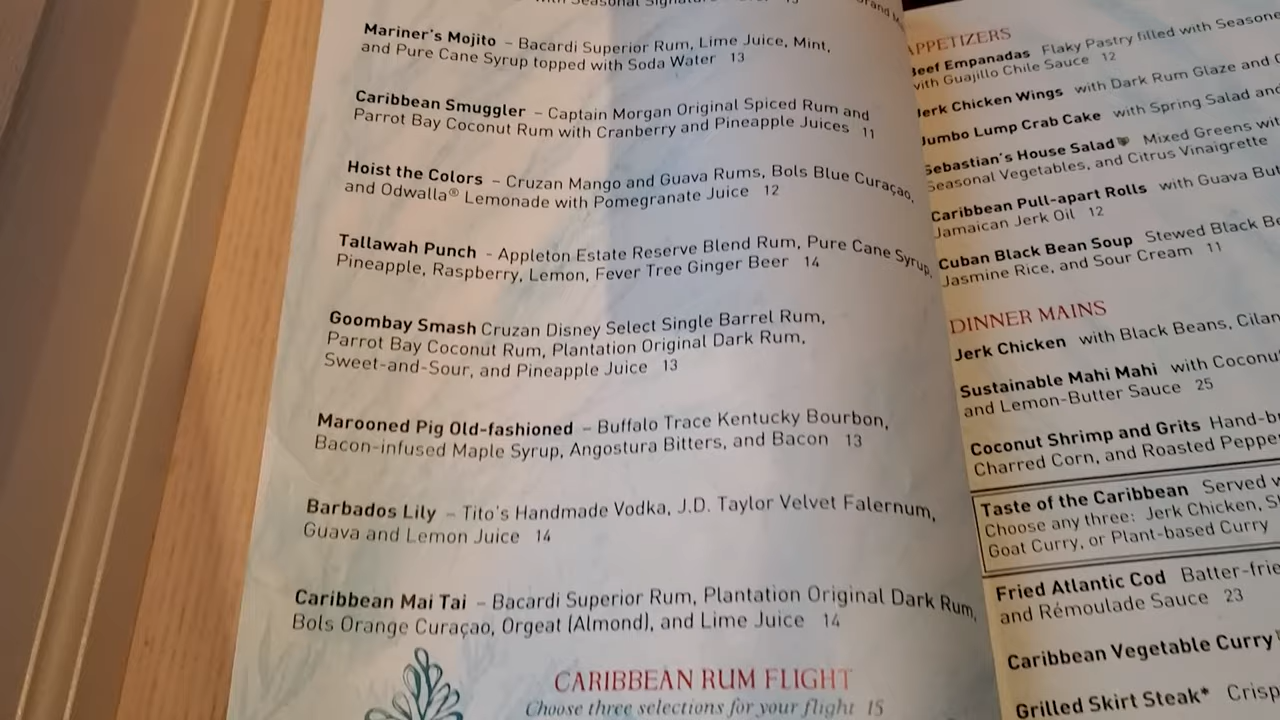 with Seasonal
Mariner's Mojito – Bacardi Superior Rum, Lime Juice, Mint,
and Pure Cane Syrup topped with Soda Water 13
Caribbean Smuggler – Captain Morgan Original Spiced Rum and
Parrot Bay Coconut Rum with Cranberry and Pineapple Juices 11
Hoist the Colors – Cruzan Mango and Guava Rums, Bols Blue Curaçao,
and Odwalla® Lemonade with Pomegranate Juice 12
Tallawah Punch - Appleton Estate Reserve Blend Rum, Pure Cane Syrup,
Pineapple, Raspberry, Lemon, Fever Tree Ginger Beer 14
Goombay Smash Cruzan Disney Select Single Barrel Rum,
Parrot Bay Coconut Rum, Plantation Original Dark Rum,
Sweet-and-Sour, and Pineapple Juice 13
Marooned Pig Old-fashioned – Buffalo Trace Kentucky Bourbon,
Bacon-infused Maple Syrup, Angostura Bitters, and Bacon 13
Barbados Lily – Tito's Handmade Vodka, J.D. Taylor Velvet Falernum,
Guava and Lemon Juice 14
Caribbean Mai Tai – Bacardi Superior Rum, Plantation Original Dark Rum,
Bols Orange Curaçao, Orgeat (Almond), and Lime Juice 14
CARIBBEAN RUM FLIGHT
Choose three selections for your flight 15
APPETIZERS
Beef Empanadas Flaky Pastry filled with
with Guajillo Chile Sauce 12
Jerk Chicken Wings with Dark Rum Glaze and
Jumbo Lump Crab Cake with Spring Salad and
Sebastian's House Salad Mixed Greens
Seasonal Vegetables, and Citrus Vinaigrette
Caribbean Pull-apart Rolls with Guava
Jamaican Jerk Oil 12
Cuban Black Bean Soup Stewed Black
Jasmine Rice, and Sour Cream 11
DINNER MAINS
Jerk Chicken with Black Beans,
Sustainable Mahi Mahi with
and Lemon-Butter Sauce 25
Coconut Shrimp and Grits
Charred Corn, and Roasted
Taste of the Caribbean Served
Choose any three: Jerk Chicken,
Goat Curry, or Plant-based Curry
Fried Atlantic Cod
and Rémoulade Sauce 23
Caribbean Vegetable Curry
Grilled Skirt Steak*